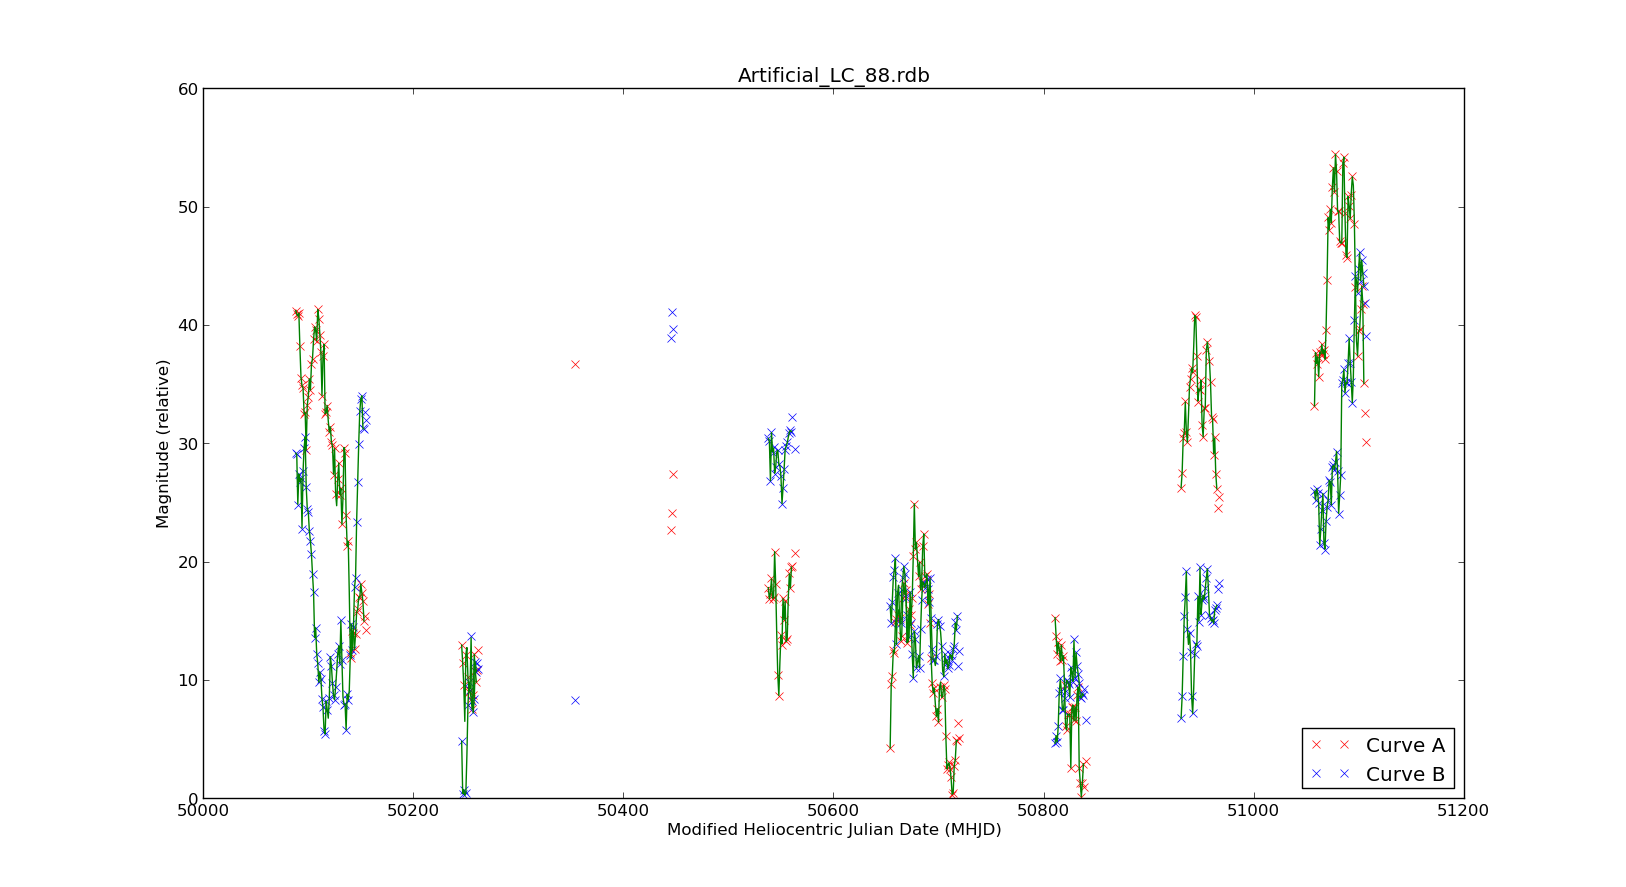 Artificial_LC_88.rdb
60
50
40
30
20
10
0
Magnitude (relative)
50000 50200 50400 50600 50800 51000 51200
Modified Heliocentric Julian Date (MHJD)
Curve A
Curve B